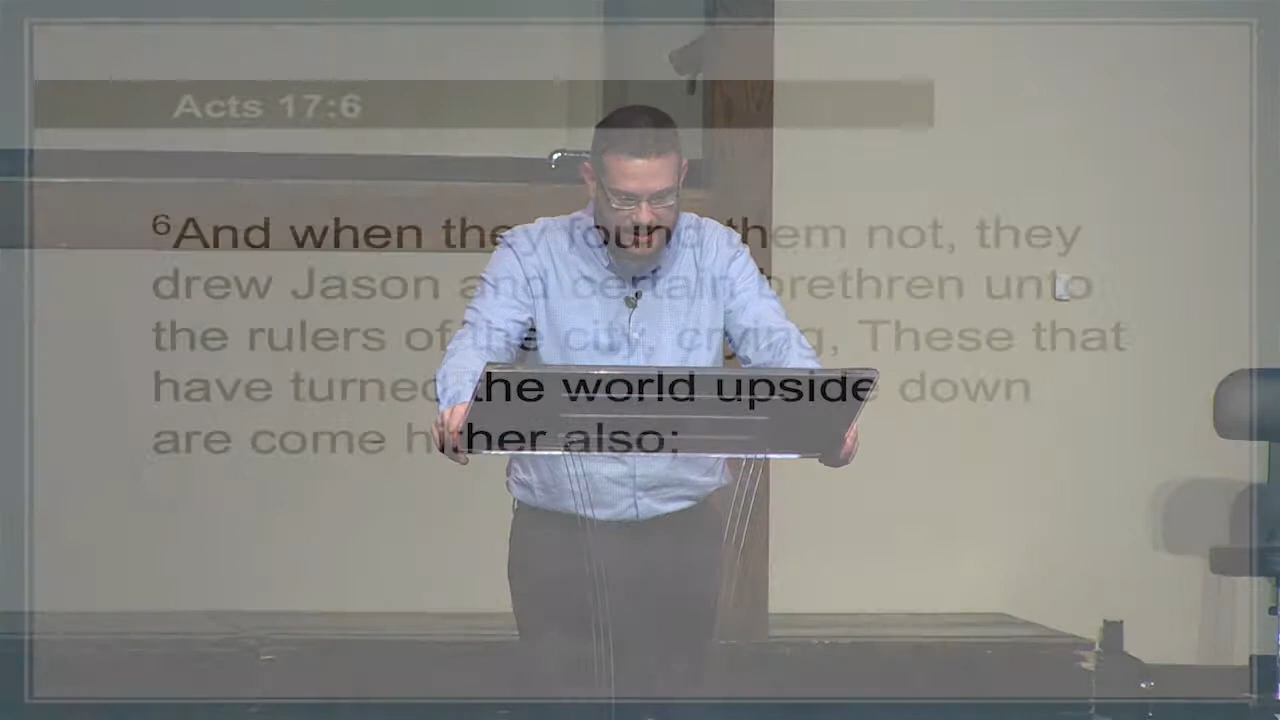 Acts 17:6
6And when they found them not, they
drew Jason and certain brethren unto
the rulers of the city, crying, These that
have turned the world upside down
are come hither also;